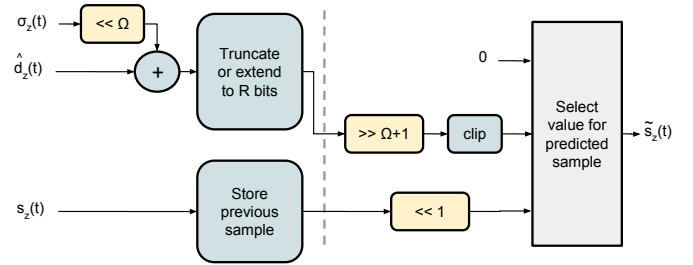 σz(t)
<< Ω
d̂z(t)
+
Truncate
or extend
to R bits
0
>> Ω+1
clip
Select
value for
predicted
sample
s̃z(t)
sz(t)
Store
previous
sample
<< 1